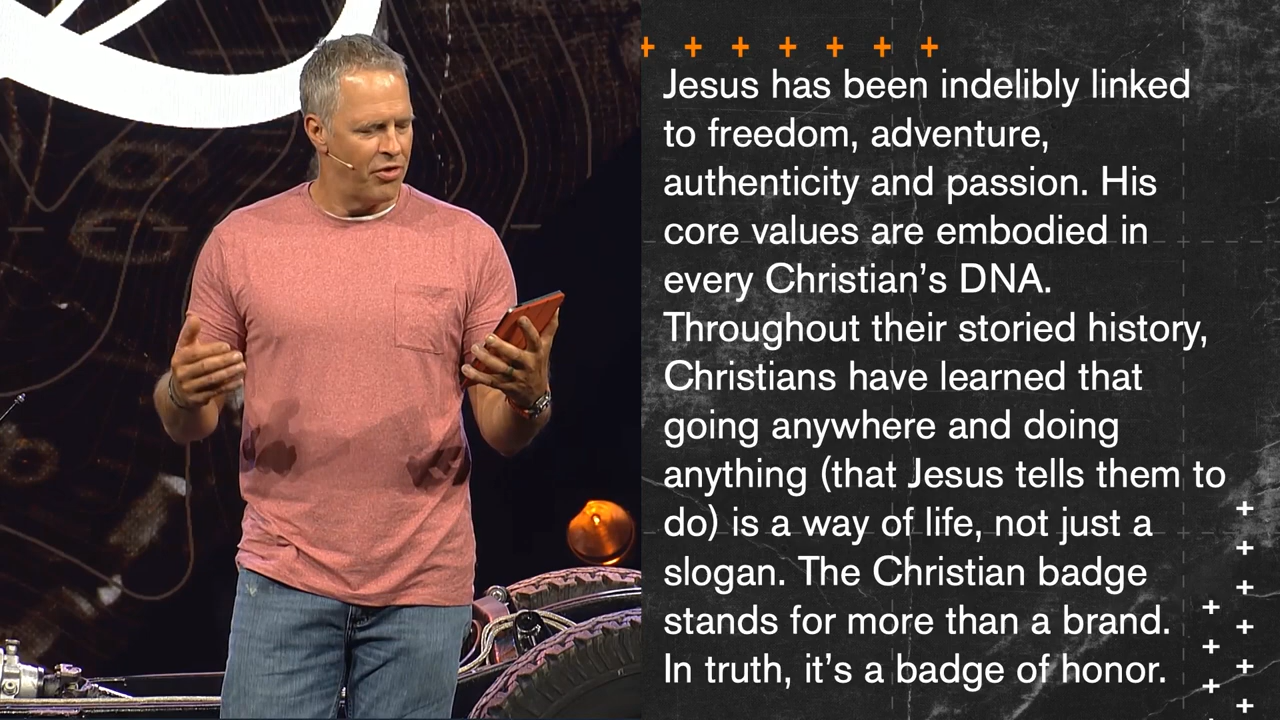 Jesus has been indelibly linked
to freedom, adventure,
authenticity and passion. His
core values are embodied in
every Christian’s DNA.
Throughout their storied history,
Christians have learned that
going anywhere and doing
anything (that Jesus tells them to
do) is a way of life, not just a
slogan. The Christian badge
stands for more than a brand.
In truth, it’s a badge of honor.